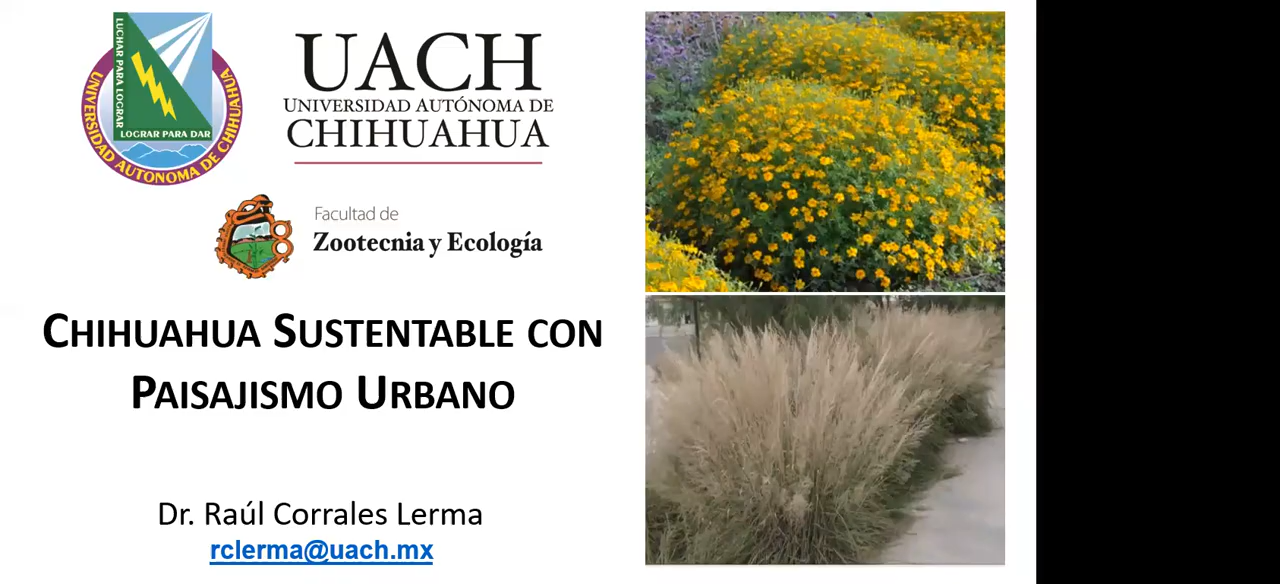 LUCHAR PARA LOGRAR
LOGRAR PARA DAR
UNIVERSIDAD AUTONOMA DE CHIHUAHUA
UACH
UNIVERSIDAD AUTÓNOMA DE
CHIHUAHUA
Facultad de
Zootecnia y Ecología
CHIHUAHUA SUSTENTABLE CON
PAISAJISMO URBANO
Dr. Raúl Corrales Lerma
rclerma@uach.mx